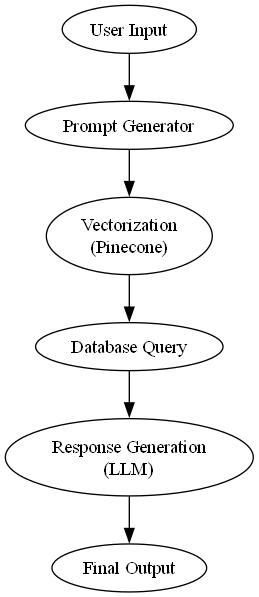 User Input
Prompt Generator
Vectorization
(Pinecone)
Database Query
Response Generation
(LLM)
Final Output